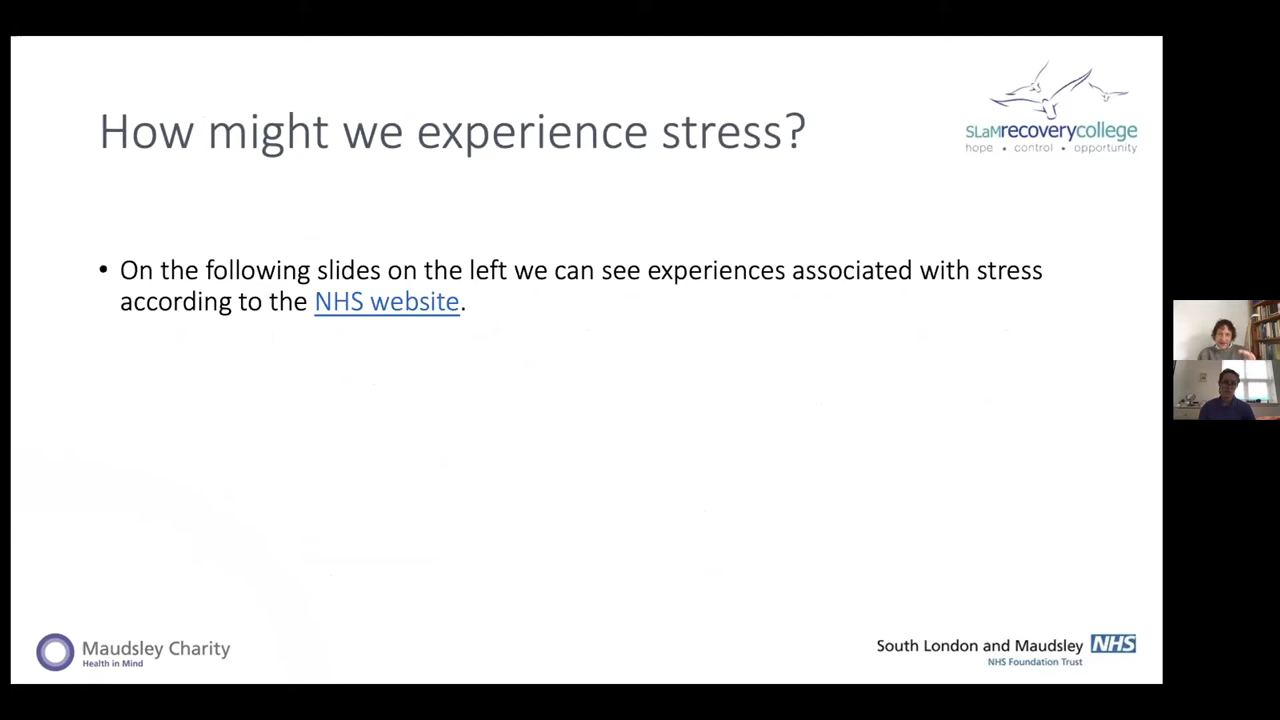 How might we experience stress?
SLaMrecoverycollege
hope • control • opportunity
• On the following slides on the left we can see experiences associated with stress
according to the NHS website.
Maudsley Charity
Health in Mind
South London and Maudsley NHS
NHS Foundation Trust